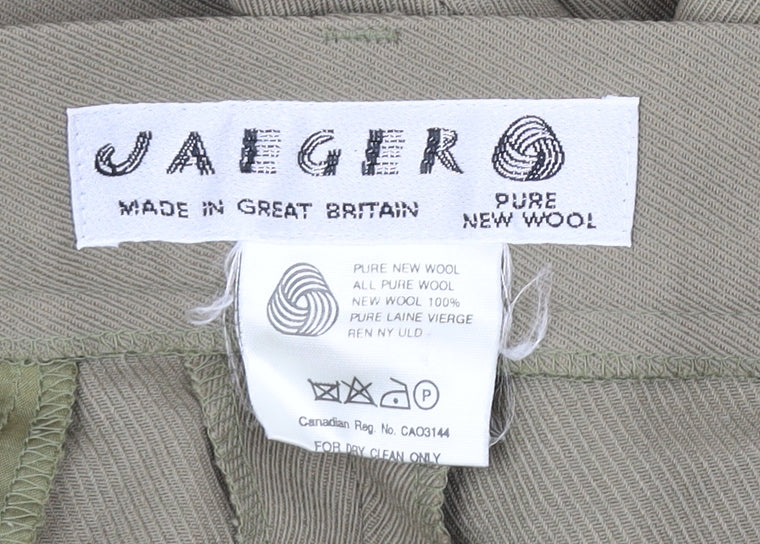 JAEGER
MADE IN GREAT BRITAIN
PURE
NEW WOOL
PURE NEW WOOL
ALL PURE WOOL
NEW WOOL 100%
PURE LAINE VIERGE
REN NY ULD
P
Canadian Reg. No. CA03144
FOR DRY CLEAN ONLY